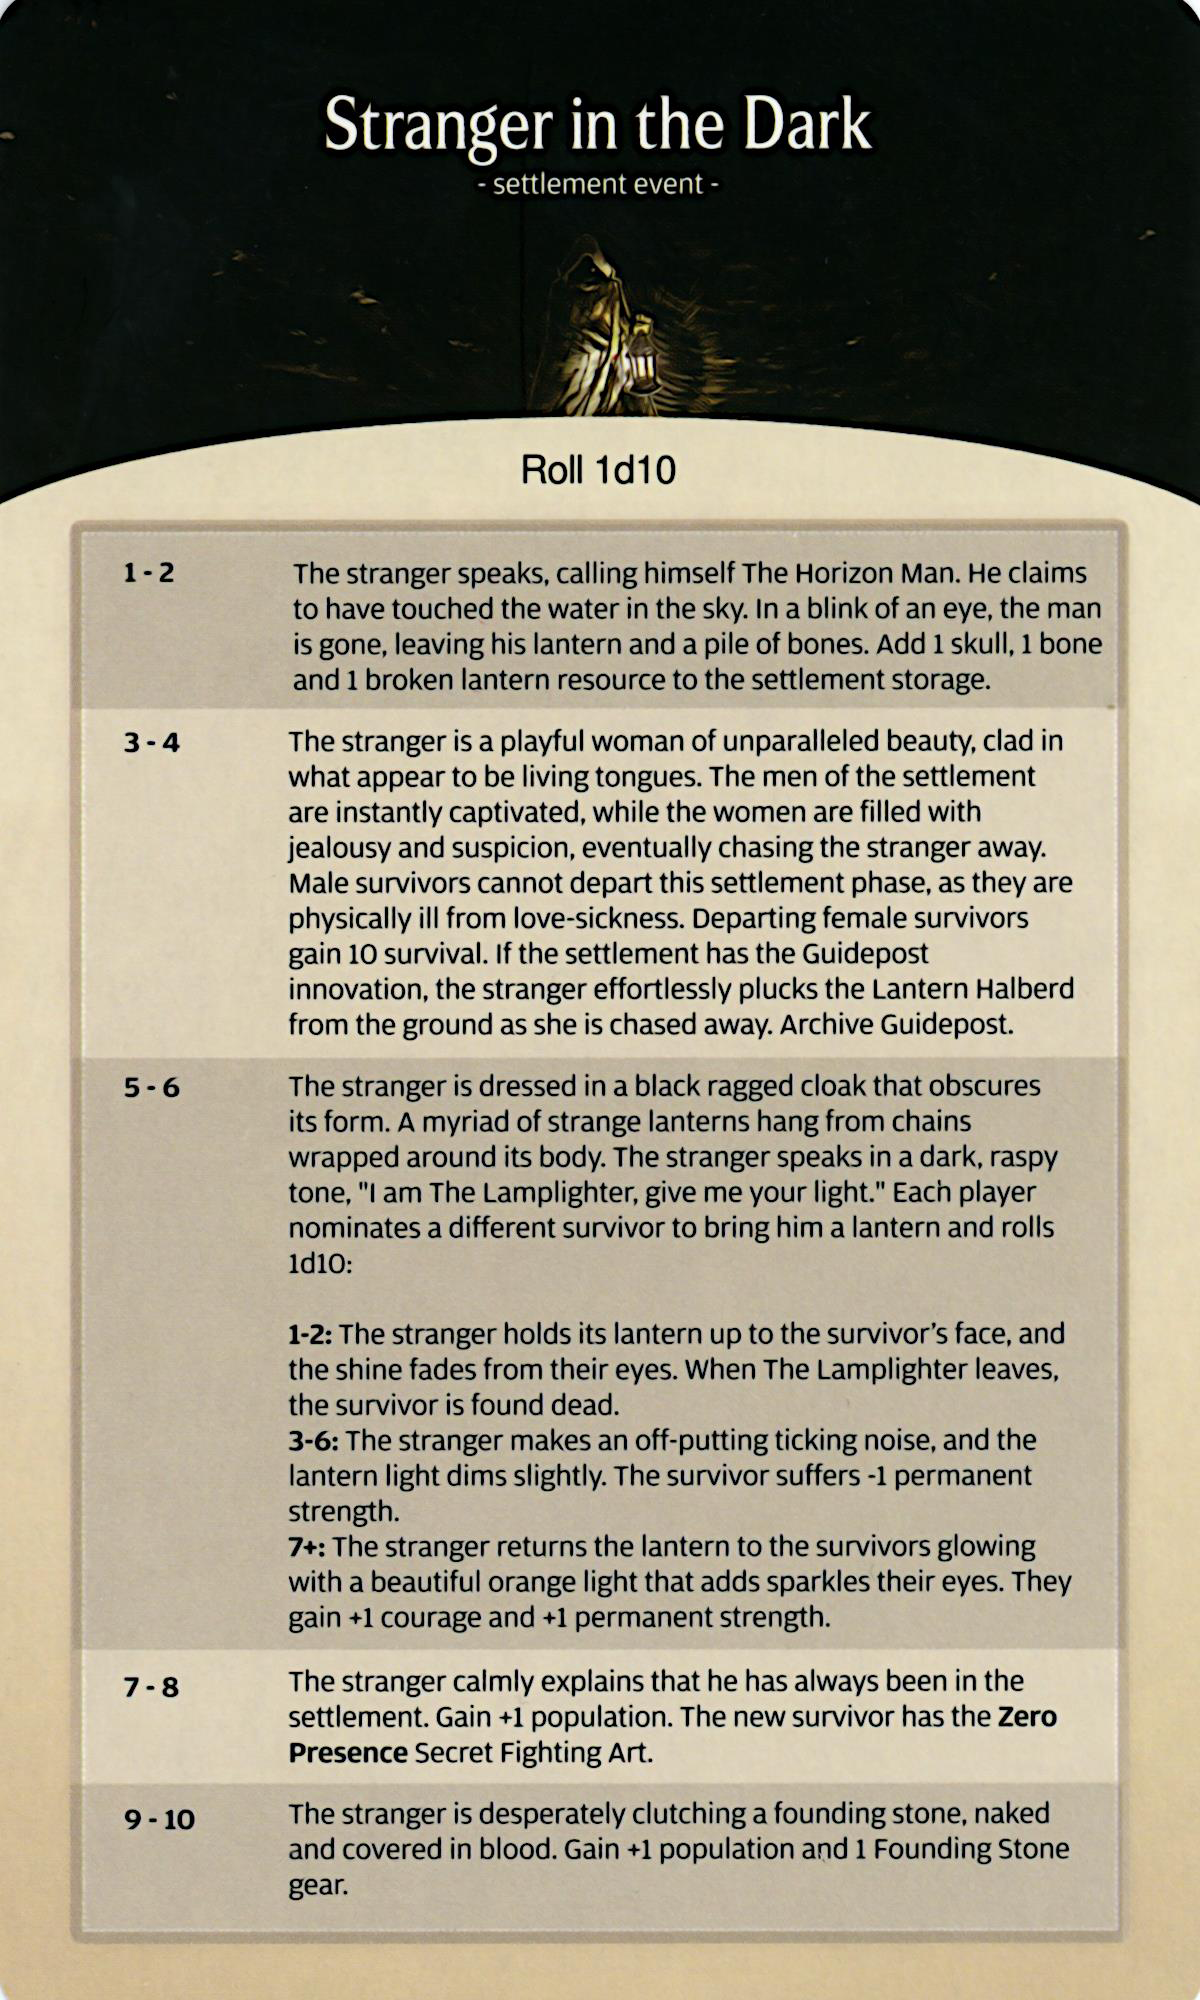 Stranger in the Dark
- settlement event -
Roll 1d10
1 - 2
The stranger speaks, calling himself The Horizon Man. He claims
to have touched the water in the sky. In a blink of an eye, the man
is gone, leaving his lantern and a pile of bones. Add 1 skull, 1 bone
and 1 broken lantern resource to the settlement storage.
3 - 4
The stranger is a playful woman of unparalleled beauty, clad in
what appear to be living tongues. The men of the settlement
are instantly captivated, while the women are filled with
jealousy and suspicion, eventually chasing the stranger away.
Male survivors cannot depart this settlement phase, as they are
physically ill from love-sickness. Departing female survivors
gain 10 survival. If the settlement has the Guidepost
innovation, the stranger effortlessly plucks the Lantern Halberd
from the ground as she is chased away. Archive Guidepost.
5 - 6
The stranger is dressed in a black ragged cloak that obscures
its form. A myriad of strange lanterns hang from chains
wrapped around its body. The stranger speaks in a dark, raspy
tone, "I am The Lamplighter, give me your light." Each player
nominates a different survivor to bring him a lantern and rolls
1d10:
1-2: The stranger holds its lantern up to the survivor's face, and
the shine fades from their eyes. When The Lamplighter leaves,
the survivor is found dead.
3-6: The stranger makes an off-putting ticking noise, and the
lantern light dims slightly. The survivor suffers -1 permanent
strength.
7+: The stranger returns the lantern to the survivors glowing
with a beautiful orange light that adds sparkles their eyes. They
gain +1 courage and +1 permanent strength.
7 - 8
The stranger calmly explains that he has always been in the
settlement. Gain +1 population. The new survivor has the Zero
Presence Secret Fighting Art.
9 - 10
The stranger is desperately clutching a founding stone, naked
and covered in blood. Gain +1 population and 1 Founding Stone
gear.